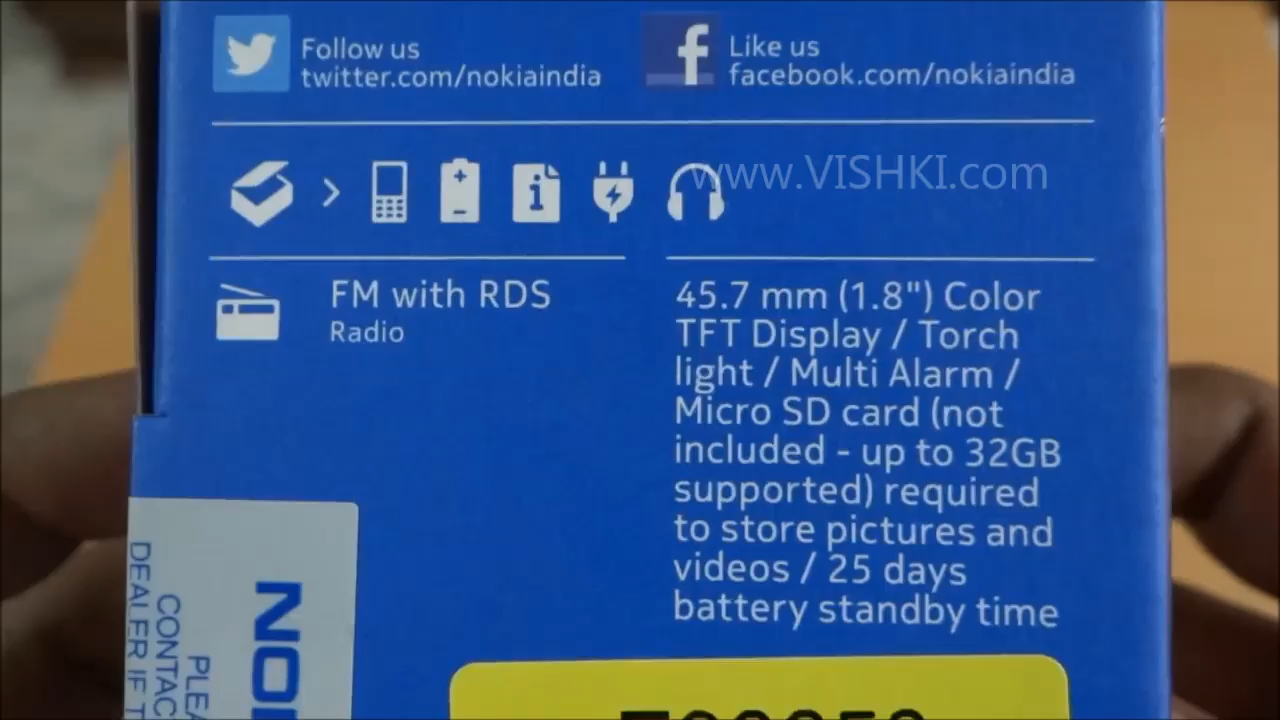 Follow us
twitter.com/nokiaindia
Like us
facebook.com/nokiaindia
www.VISHKI.com
FM with RDS
Radio
45.7 mm (1.8") Color
TFT Display / Torch
light / Multi Alarm /
Micro SD card (not
included - up to 32GB
supported) required
to store pictures and
videos / 25 days
battery standby time
DEALER IF